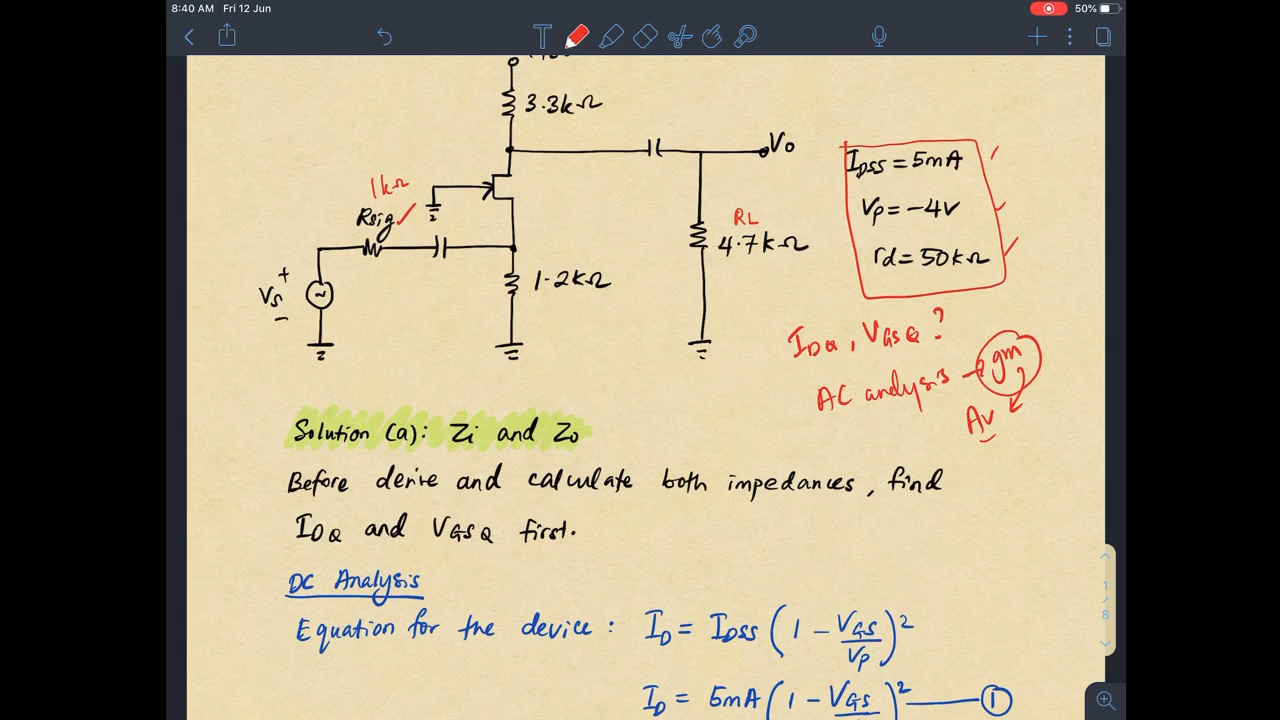 8:40 AM Fri 12 Jun
50%
3.3kΩ
Vo
1kΩ
Rsig
IDSS = 5mA
Vp = -4V
rd = 50kΩ
RL
4.7kΩ
+
Vs
-
1.2kΩ
IDQ, VGSQ?
AC analysis → gm
Av
Solution (a): Zi and Zo
Before derive and calculate both impedances, find
IDQ and VGSQ first.
DC Analysis
Equation for the device: ID = IDSS (1 - VGS/Vp)²
ID = 5mA (1 - VGS/ )² ——— ①
1/8